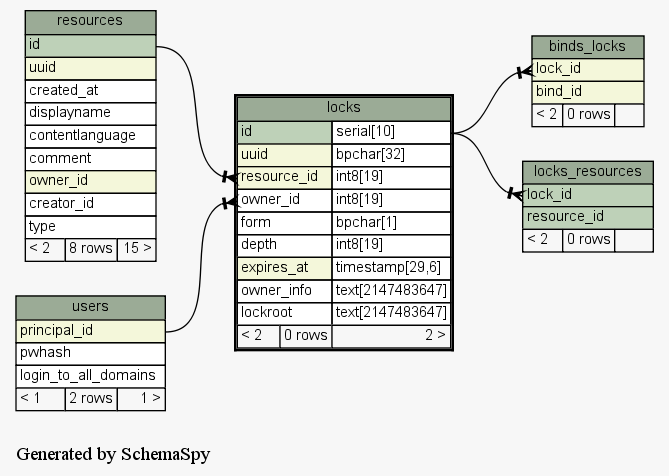 resources
id
uuid
created_at
displayname
contentlanguage
comment
owner_id
creator_id
type
< 2 8 rows 15 >
users
principal_id
pwhash
login_to_all_domains
< 1 2 rows 1 >
locks
id serial[10]
uuid bpchar[32]
resource_id int8[19]
owner_id int8[19]
form bpchar[1]
depth int8[19]
expires_at timestamp[29,6]
owner_info text[2147483647]
lockroot text[2147483647]
< 2 0 rows 2 >
binds_locks
lock_id
bind_id
< 2 0 rows
locks_resources
lock_id
resource_id
< 2 0 rows
Generated by SchemaSpy